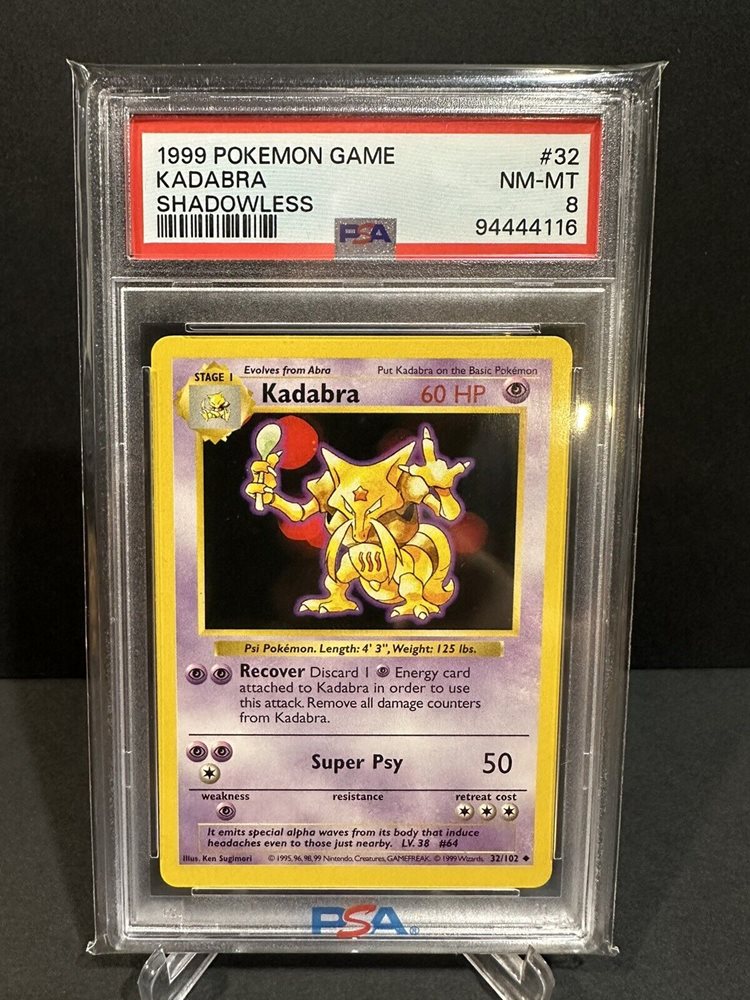 1999 POKEMON GAME #32
KADABRA NM-MT
SHADOWLESS 8
PSA 94444116
STAGE 1 Evolves from Abra Put Kadabra on the Basic Pokémon
Kadabra 60 HP
Psi Pokémon. Length: 4' 3", Weight: 125 lbs.
Recover Discard 1 Energy card
attached to Kadabra in order to use
this attack. Remove all damage counters
from Kadabra.
Super Psy 50
weakness resistance retreat cost
It emits special alpha waves from its body that induce
headaches even to those just nearby. LV. 38 #64
Illus. Ken Sugimori © 1995, 96, 98, 99 Nintendo, Creatures, GAMEFREAK. © 1999 Wizards. 32/102
PSA®